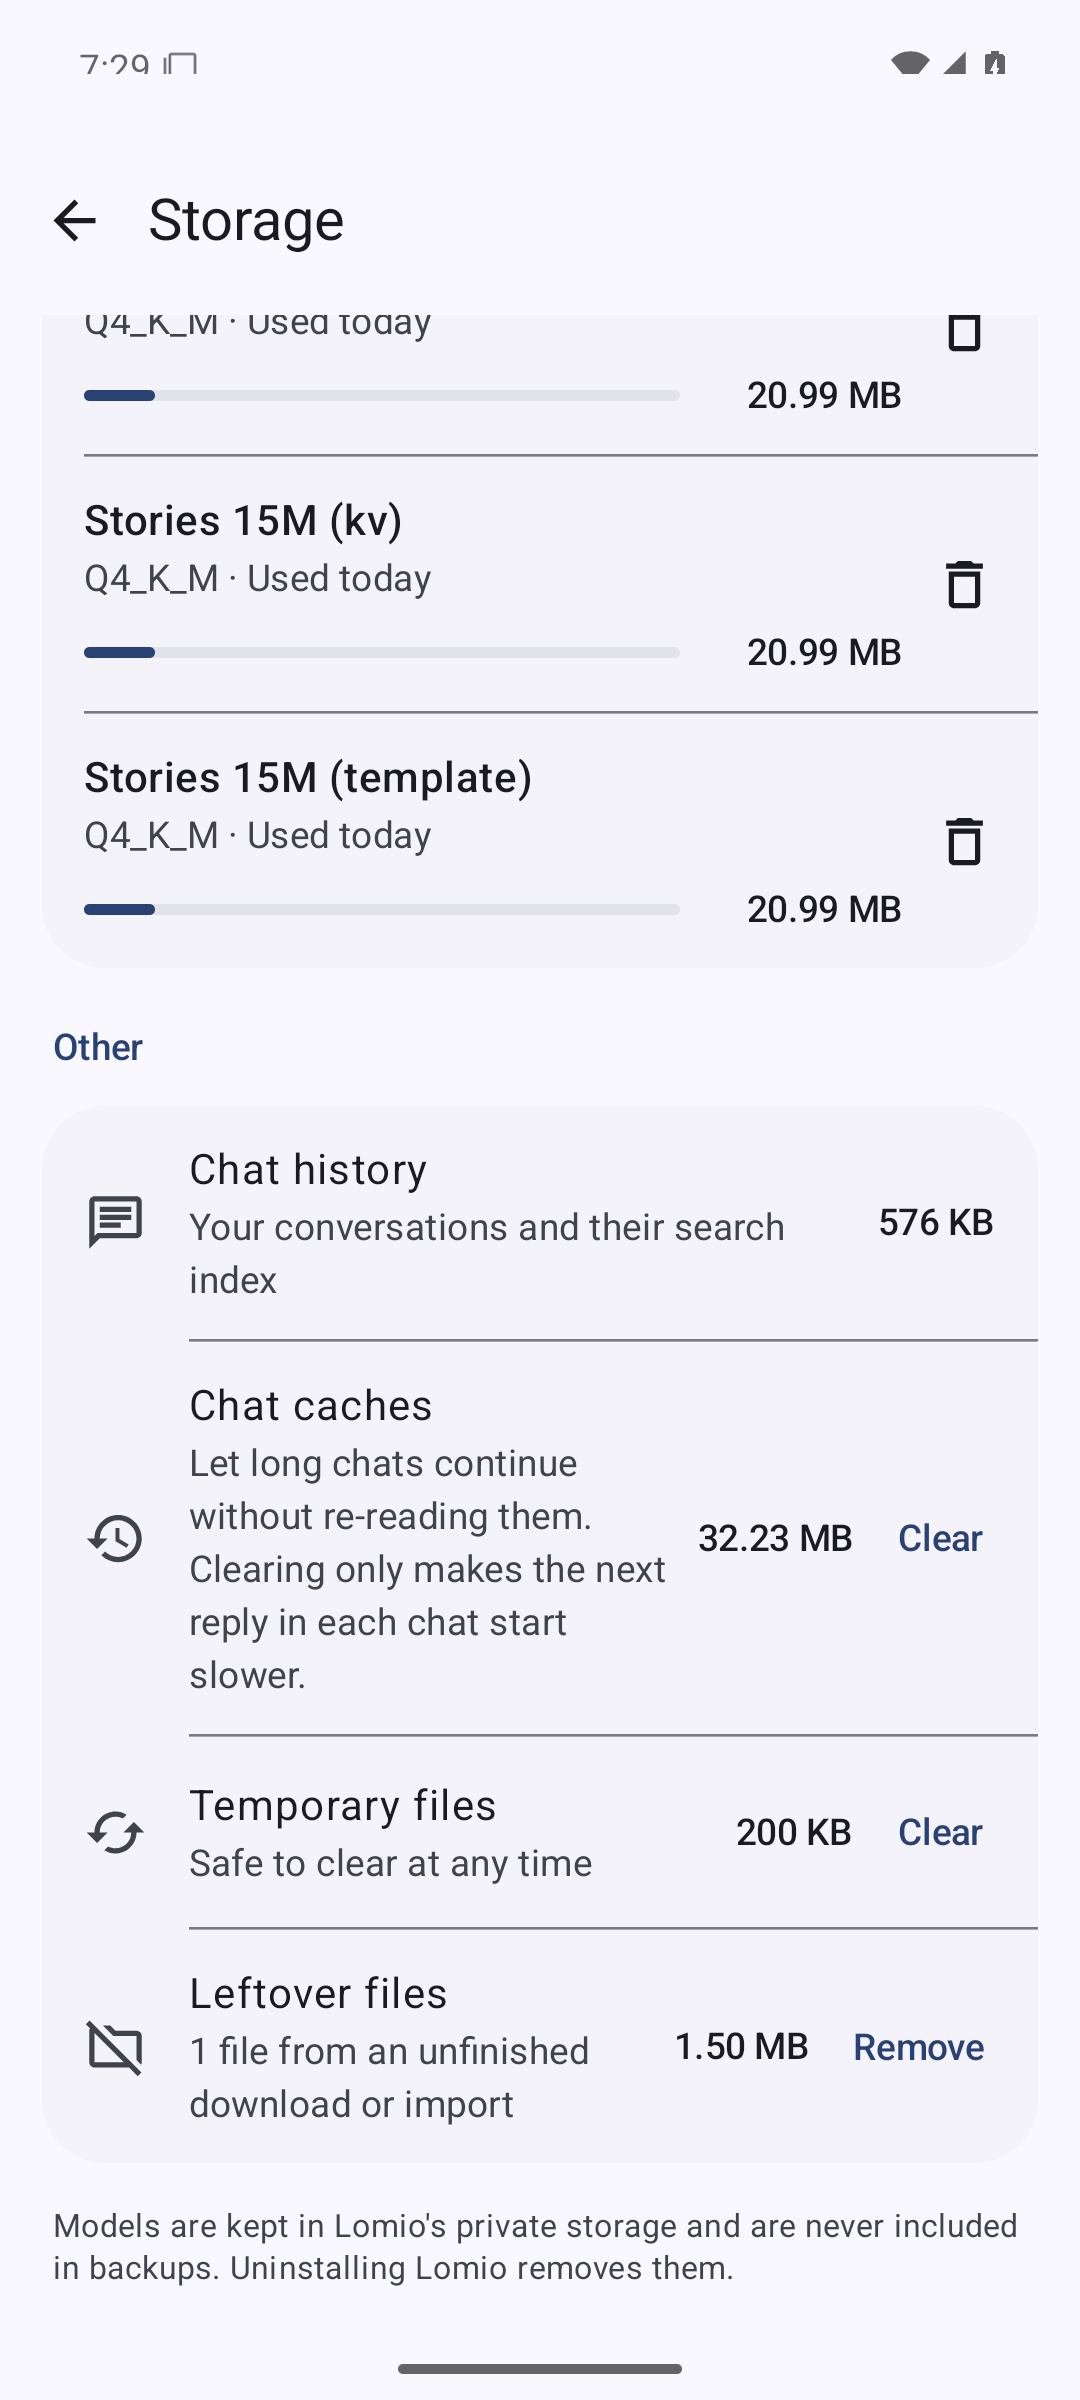 7:29
Storage
Q4_K_M · Used today
20.99 MB
Stories 15M (kv)
Q4_K_M · Used today
20.99 MB
Stories 15M (template)
Q4_K_M · Used today
20.99 MB
Other
Chat history
Your conversations and their search
index
576 KB
Chat caches
Let long chats continue
without re-reading them.
Clearing only makes the next
reply in each chat start
slower.
32.23 MB
Clear
Temporary files
Safe to clear at any time
200 KB
Clear
Leftover files
1 file from an unfinished
download or import
1.50 MB
Remove
Models are kept in Lomio's private storage and are never included
in backups. Uninstalling Lomio removes them.